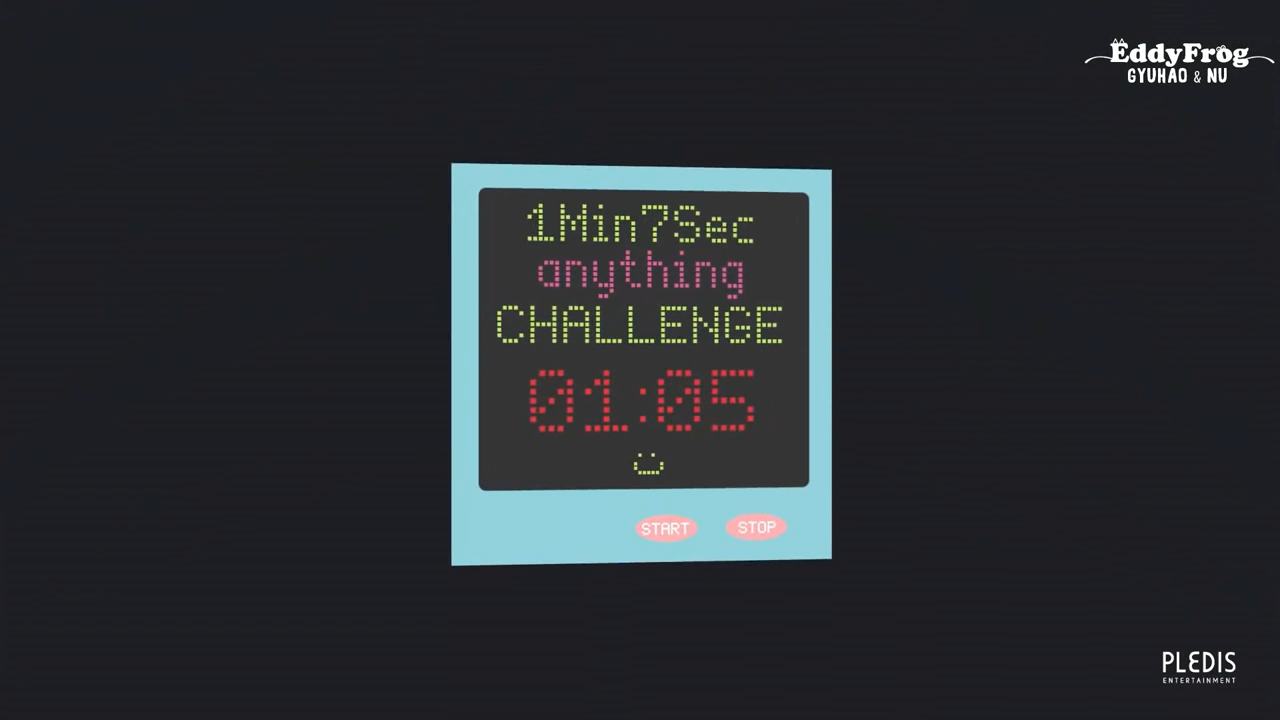 EddyFrog
GYUHAO & NU
1Min7Sec
anything
CHALLENGE
01:05
START
STOP
PLEDIS
ENTERTAINMENT